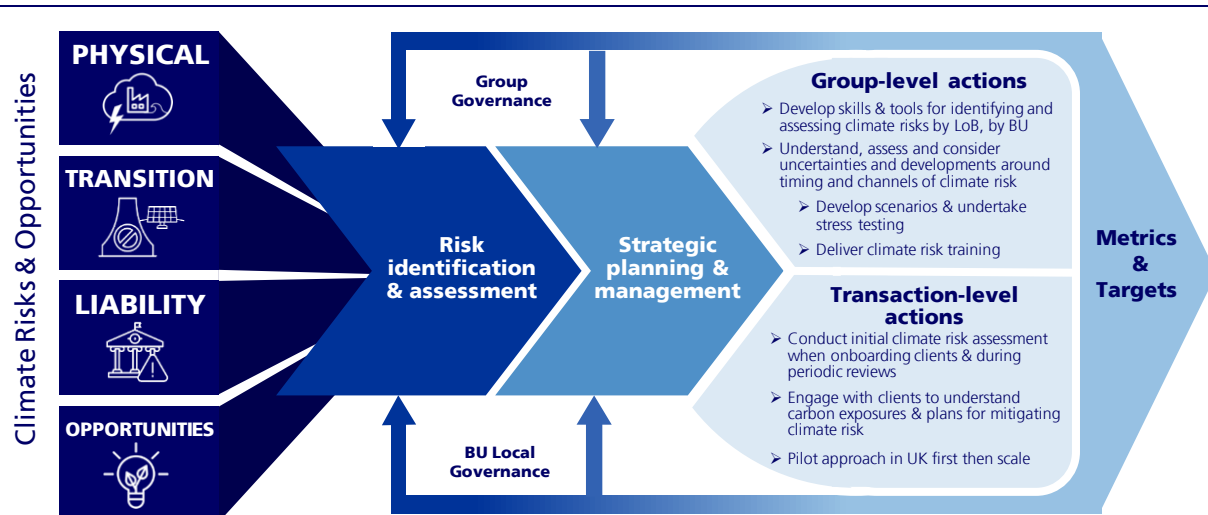 Climate Risks & Opportunities
PHYSICAL
TRANSITION
LIABILITY
OPPORTUNITIES
Group
Governance
Risk
identification
& assessment
Strategic
planning &
management
BU Local
Governance
Group-level actions
➢ Develop skills & tools for identifying and
assessing climate risks by LoB, by BU
➢ Understand, assess and consider
uncertainties and developments around
timing and channels of climate risk
➢ Develop scenarios & undertake
stress testing
➢ Deliver climate risk training
Transaction-level
actions
➢ Conduct initial climate risk assessment
when onboarding clients & during
periodic reviews
➢ Engage with clients to understand
carbon exposures & plans for mitigating
climate risk
➢ Pilot approach in UK first then scale
Metrics
&
Targets